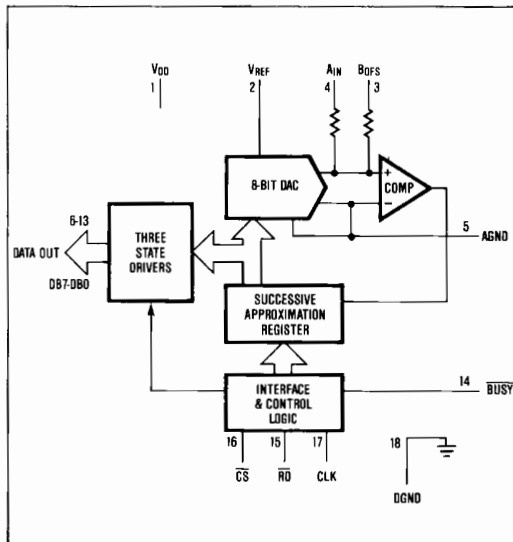 VDD
1
VREF
2
AIN
4
BOFS
3
8-BIT DAC
+
−
COMP
5
AGND
6-13
DATA OUT
DB7-DB0
THREE
STATE
DRIVERS
SUCCESSIVE
APPROXIMATION
REGISTER
INTERFACE
& CONTROL
LOGIC
14
BUSY
16
15
17
18
CS
RD
CLK
DGND